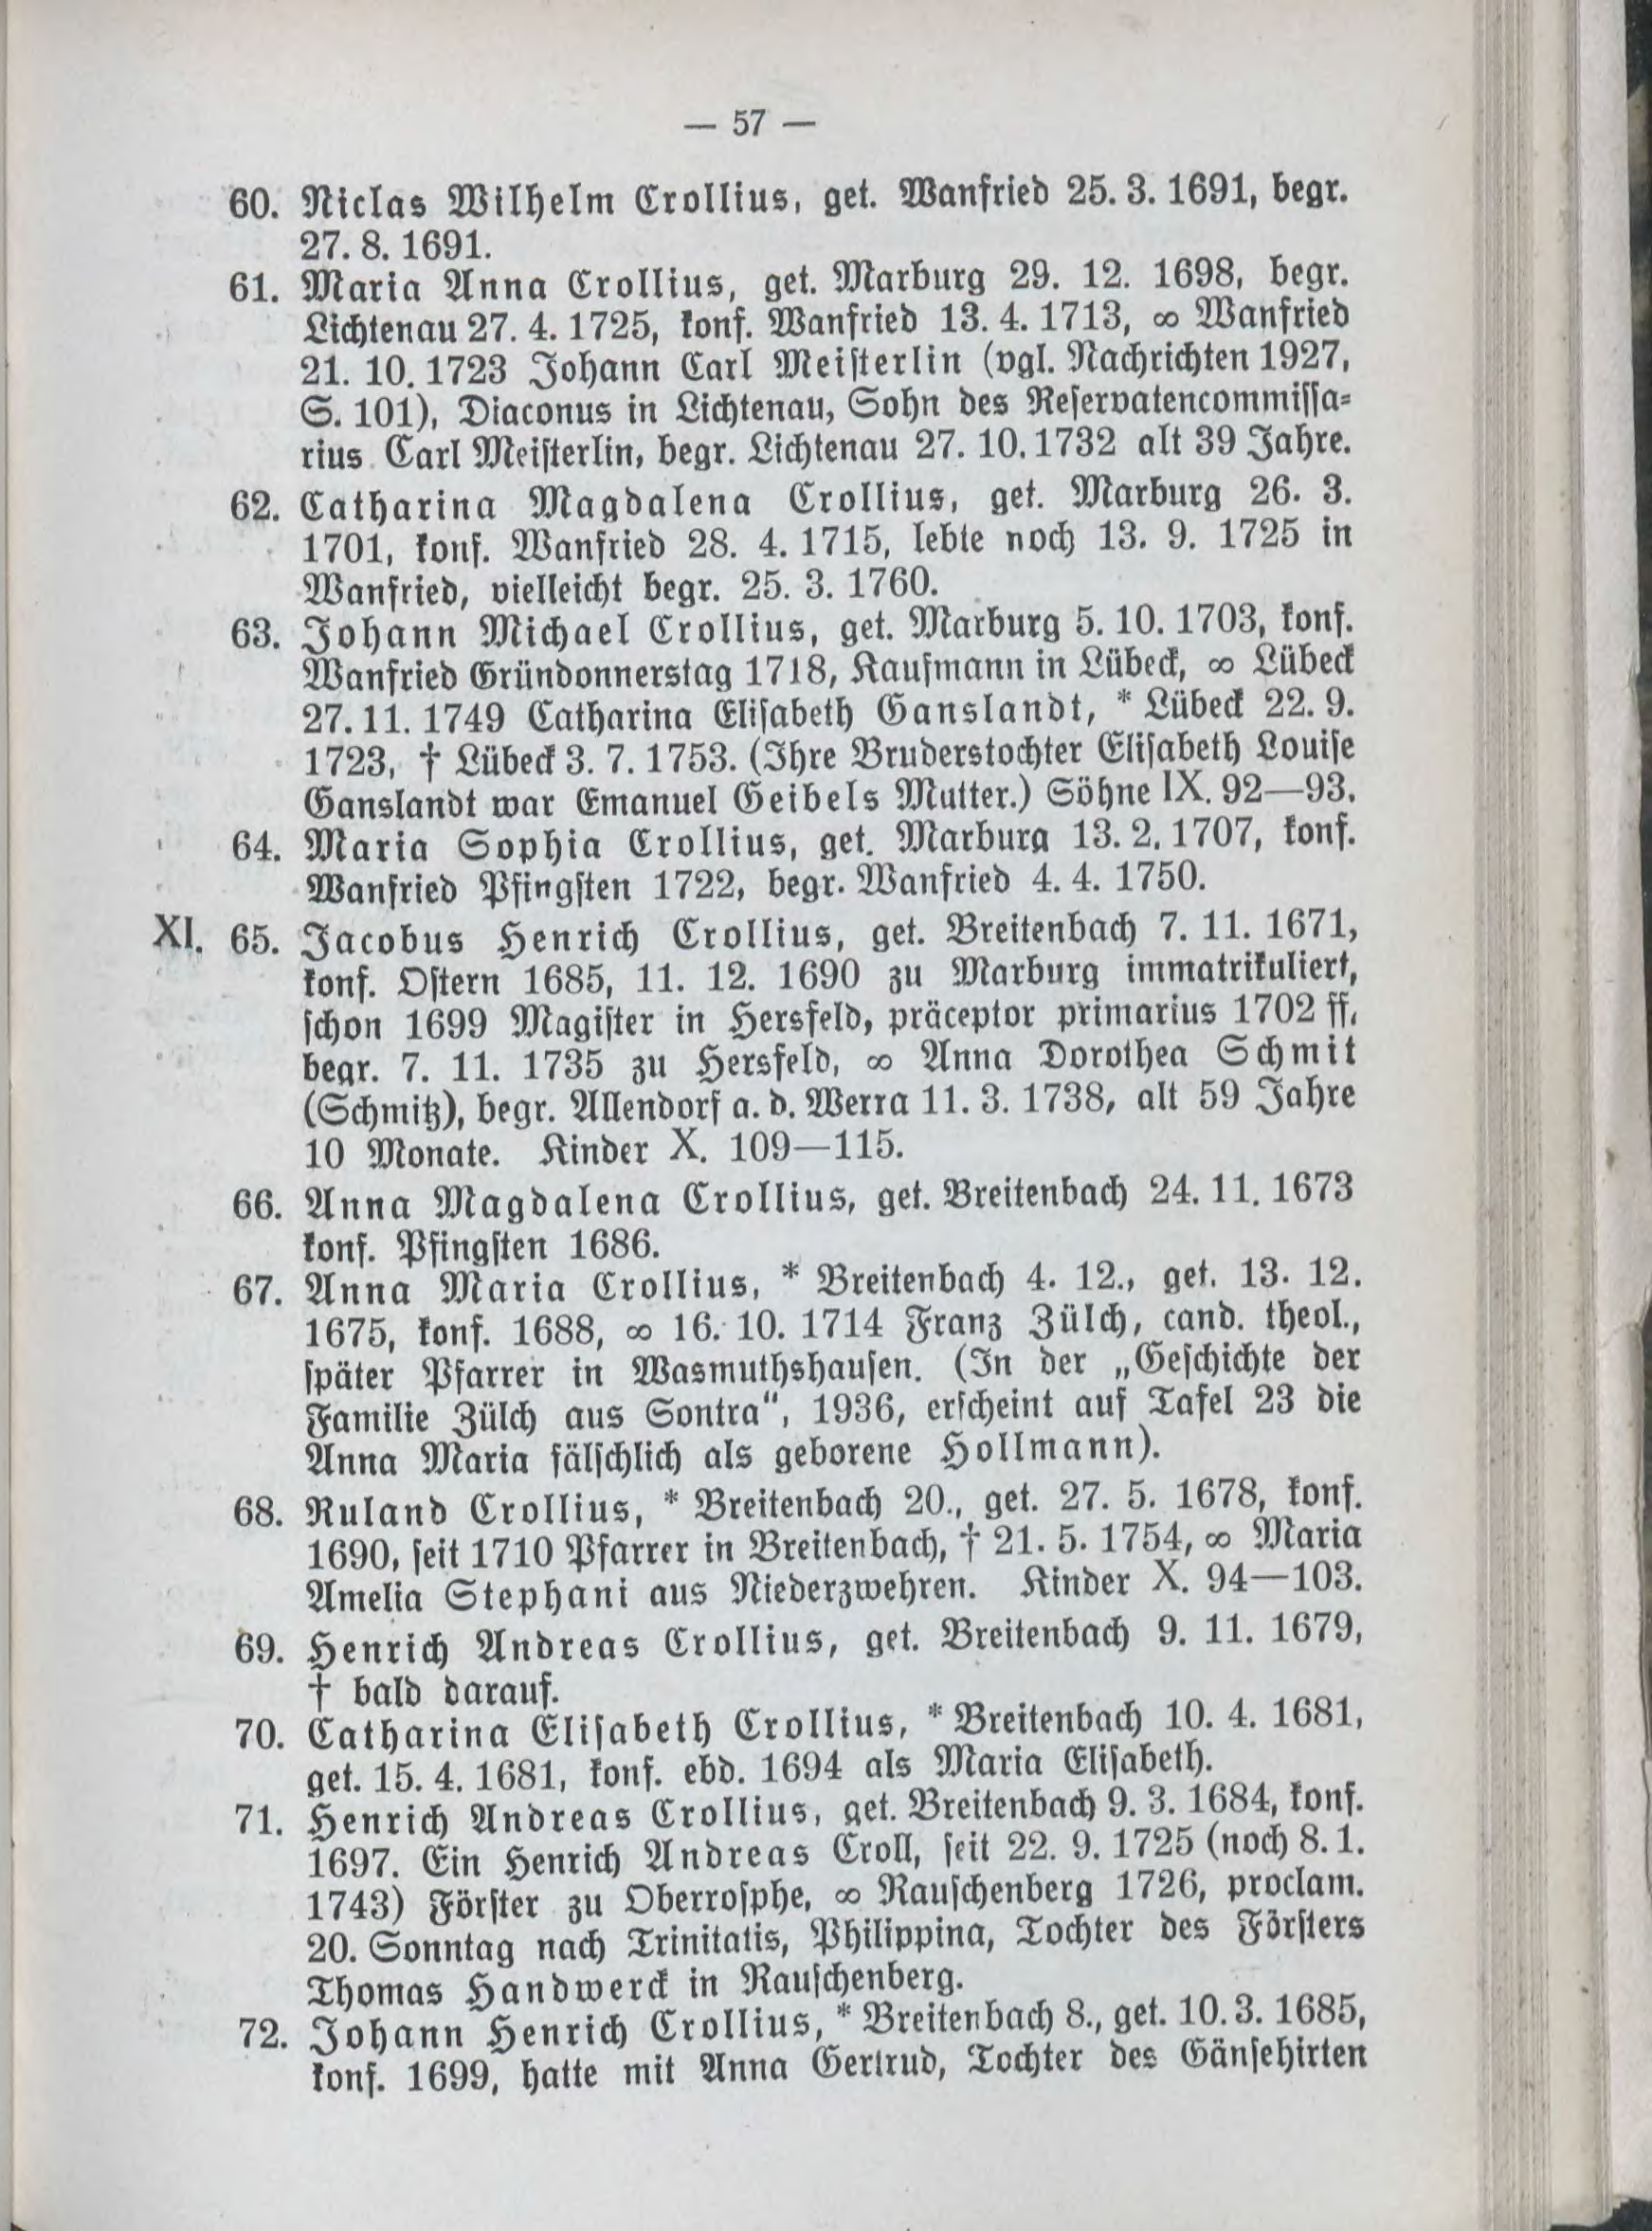 — 57 —
60. Niclas Wilhelm Crollius, get. Wanfried 25. 3. 1691, begr.
27. 8. 1691.
61. Maria Anna Crollius, get. Marburg 29. 12. 1698, begr.
Lichtenau 27. 4. 1725, konf. Wanfried 13. 4. 1713, ∞ Wanfried
21. 10. 1723 Johann Carl Meisterlin (vgl. Nachrichten 1927,
S. 101), Diaconus in Lichtenau, Sohn des Reservatencommissa-
rius Carl Meisterlin, begr. Lichtenau 27. 10. 1732 alt 39 Jahre.
62. Catharina Magdalena Crollius, get. Marburg 26. 3.
1701, konf. Wanfried 28. 4. 1715, lebte noch 13. 9. 1725 in
Wanfried, vielleicht begr. 25. 3. 1760.
63. Johann Michael Crollius, get. Marburg 5. 10. 1703, konf.
Wanfried Gründonnerstag 1718, Kaufmann in Lübeck, ∞ Lübeck
27. 11. 1749 Catharina Elisabeth Ganslandt, * Lübeck 22. 9.
1723, † Lübeck 3. 7. 1753. (Ihre Bruderstochter Elisabeth Louise
Ganslandt war Emanuel Geibels Mutter.) Söhne IX. 92—93.
64. Maria Sophia Crollius, get. Marburg 13. 2. 1707, konf.
Wanfried Pfingsten 1722, begr. Wanfried 4. 4. 1750.
XI. 65. Jacobus Henrich Crollius, get. Breitenbach 7. 11. 1671,
konf. Ostern 1685, 11. 12. 1690 zu Marburg immatrikuliert,
schon 1699 Magister in Hersfeld, präceptor primarius 1702 ff.
begr. 7. 11. 1735 zu Hersfeld, ∞ Anna Dorothea Schmit
(Schmitz), begr. Allendorf a. d. Werra 11. 3. 1738, alt 59 Jahre
10 Monate. Kinder X. 109—115.
66. Anna Magdalena Crollius, get. Breitenbach 24. 11. 1673
konf. Pfingsten 1686.
67. Anna Maria Crollius, * Breitenbach 4. 12., get. 13. 12.
1675, konf. 1688, ∞ 16. 10. 1714 Franz Zülch, cand. theol.,
später Pfarrer in Wasmuthshausen. (In der „Geschichte der
Familie Zülch aus Sontra“, 1936, erscheint auf Tafel 23 die
Anna Maria fälschlich als geborene Hollmann).
68. Ruland Crollius, * Breitenbach 20., get. 27. 5. 1678, konf.
1690, seit 1710 Pfarrer in Breitenbach, † 21. 5. 1754, ∞ Maria
Amelia Stephani aus Niederzwehren. Kinder X. 94—103.
69. Henrich Andreas Crollius, get. Breitenbach 9. 11. 1679,
† bald darauf.
70. Catharina Elisabeth Crollius, * Breitenbach 10. 4. 1681,
get. 15. 4. 1681, konf. ebd. 1694 als Maria Elisabeth.
71. Henrich Andreas Crollius, get. Breitenbach 9. 3. 1684, konf.
1697. Ein Henrich Andreas Croll, seit 22. 9. 1725 (noch 8. 1.
1743) Förster zu Oberrosphe, ∞ Rauschenberg 1726, proclam.
20. Sonntag nach Trinitatis, Philippina, Tochter des Försters
Thomas Handwerck in Rauschenberg.
72. Johann Henrich Crollius, * Breitenbach 8., get. 10. 3. 1685,
konf. 1699, hatte mit Anna Gertrud, Tochter des Gänsehirten